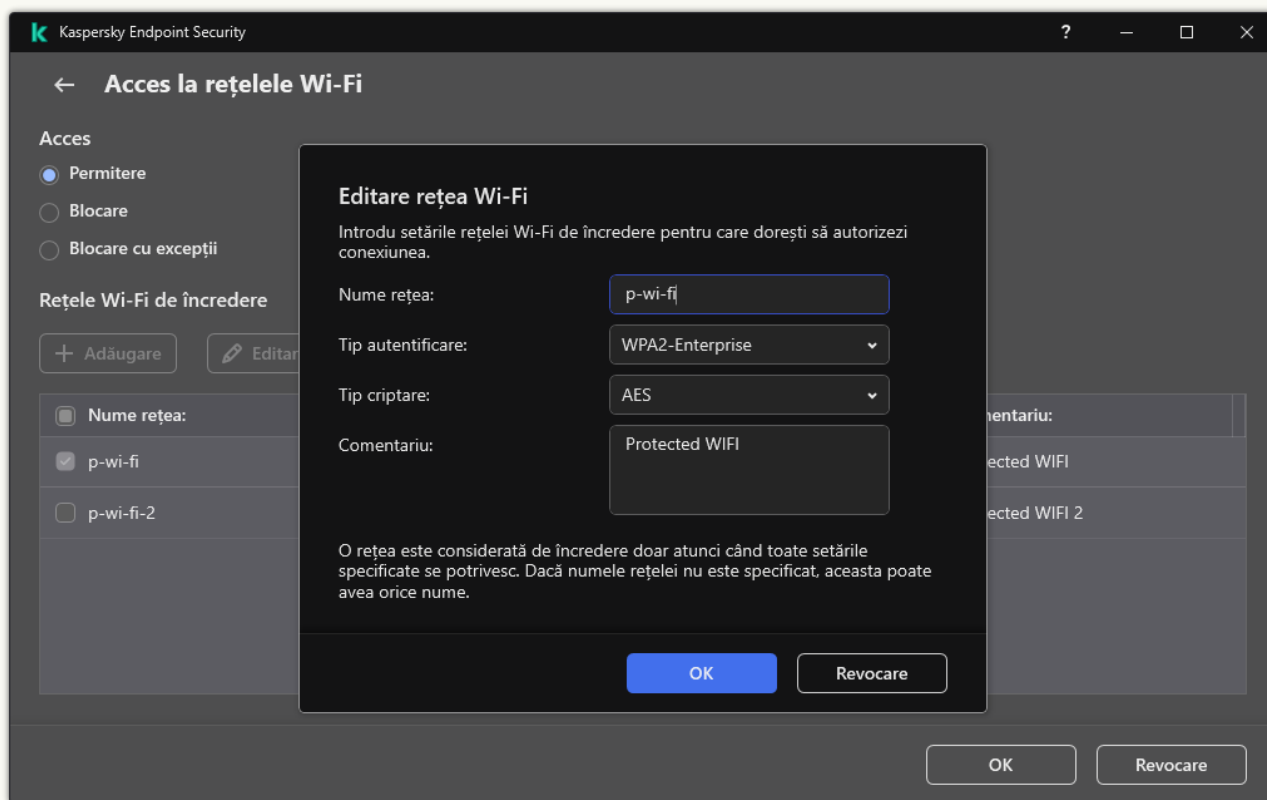 Kaspersky Endpoint Security
?
Acces la rețelele Wi-Fi
Acces
Permitere
Blocare
Blocare cu excepții
Rețele Wi-Fi de încredere
Adăugare
Editar
Nume rețea:
mentariu:
p-wi-fi
ected WIFI
p-wi-fi-2
ected WIFI 2
Editare rețea Wi-Fi
Introdu setările rețelei Wi-Fi de încredere pentru care dorești să autorizezi
conexiunea.
Nume rețea:
p-wi-fi
Tip autentificare:
WPA2-Enterprise
Tip criptare:
AES
Comentariu:
Protected WIFI
O rețea este considerată de încredere doar atunci când toate setările
specificate se potrivesc. Dacă numele rețelei nu este specificat, aceasta poate
avea orice nume.
OK
Revocare
OK
Revocare